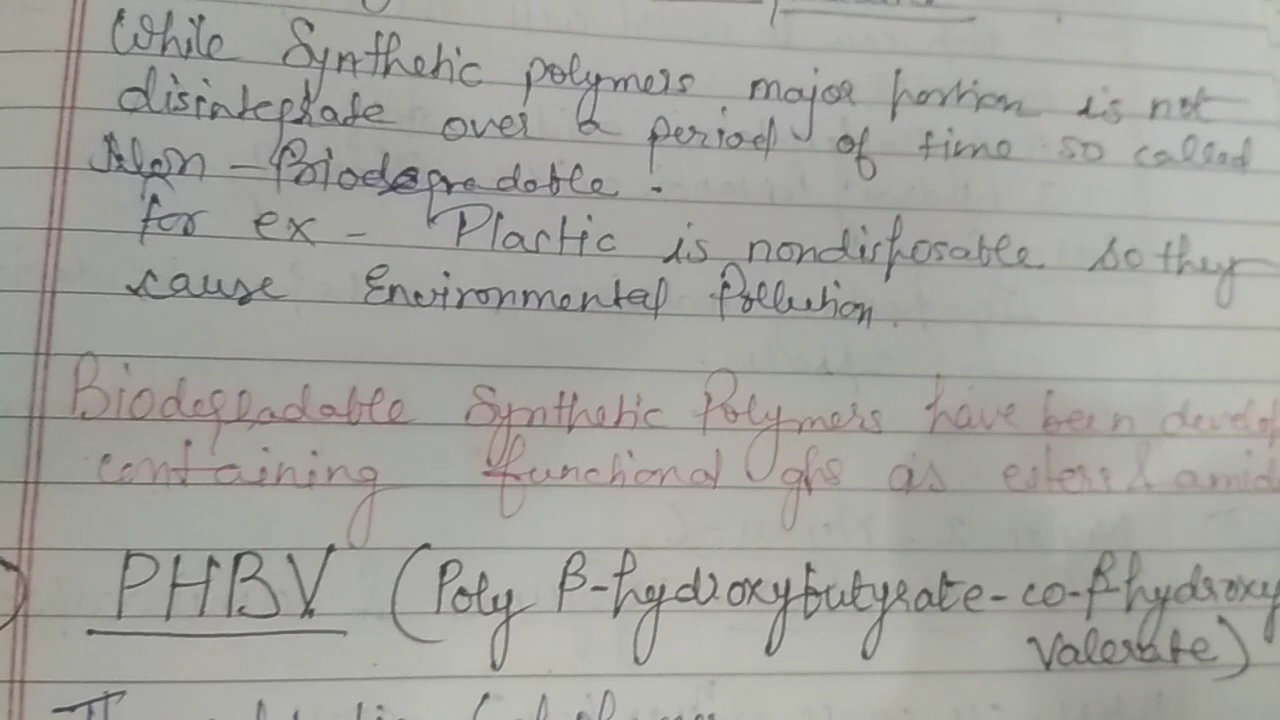 While Synthetic polymers major portion is not
disintegrate over a period of time so called
Non - Biodegradable.
for ex - Plastic is nondisposable so they
cause Environmental Pollution.
Biodegradable Synthetic Polymers have been develop
containing functional gps as esters & amid
PHBV (Poly β-hydroxybutyrate-co-β-hydroxy
valerate)